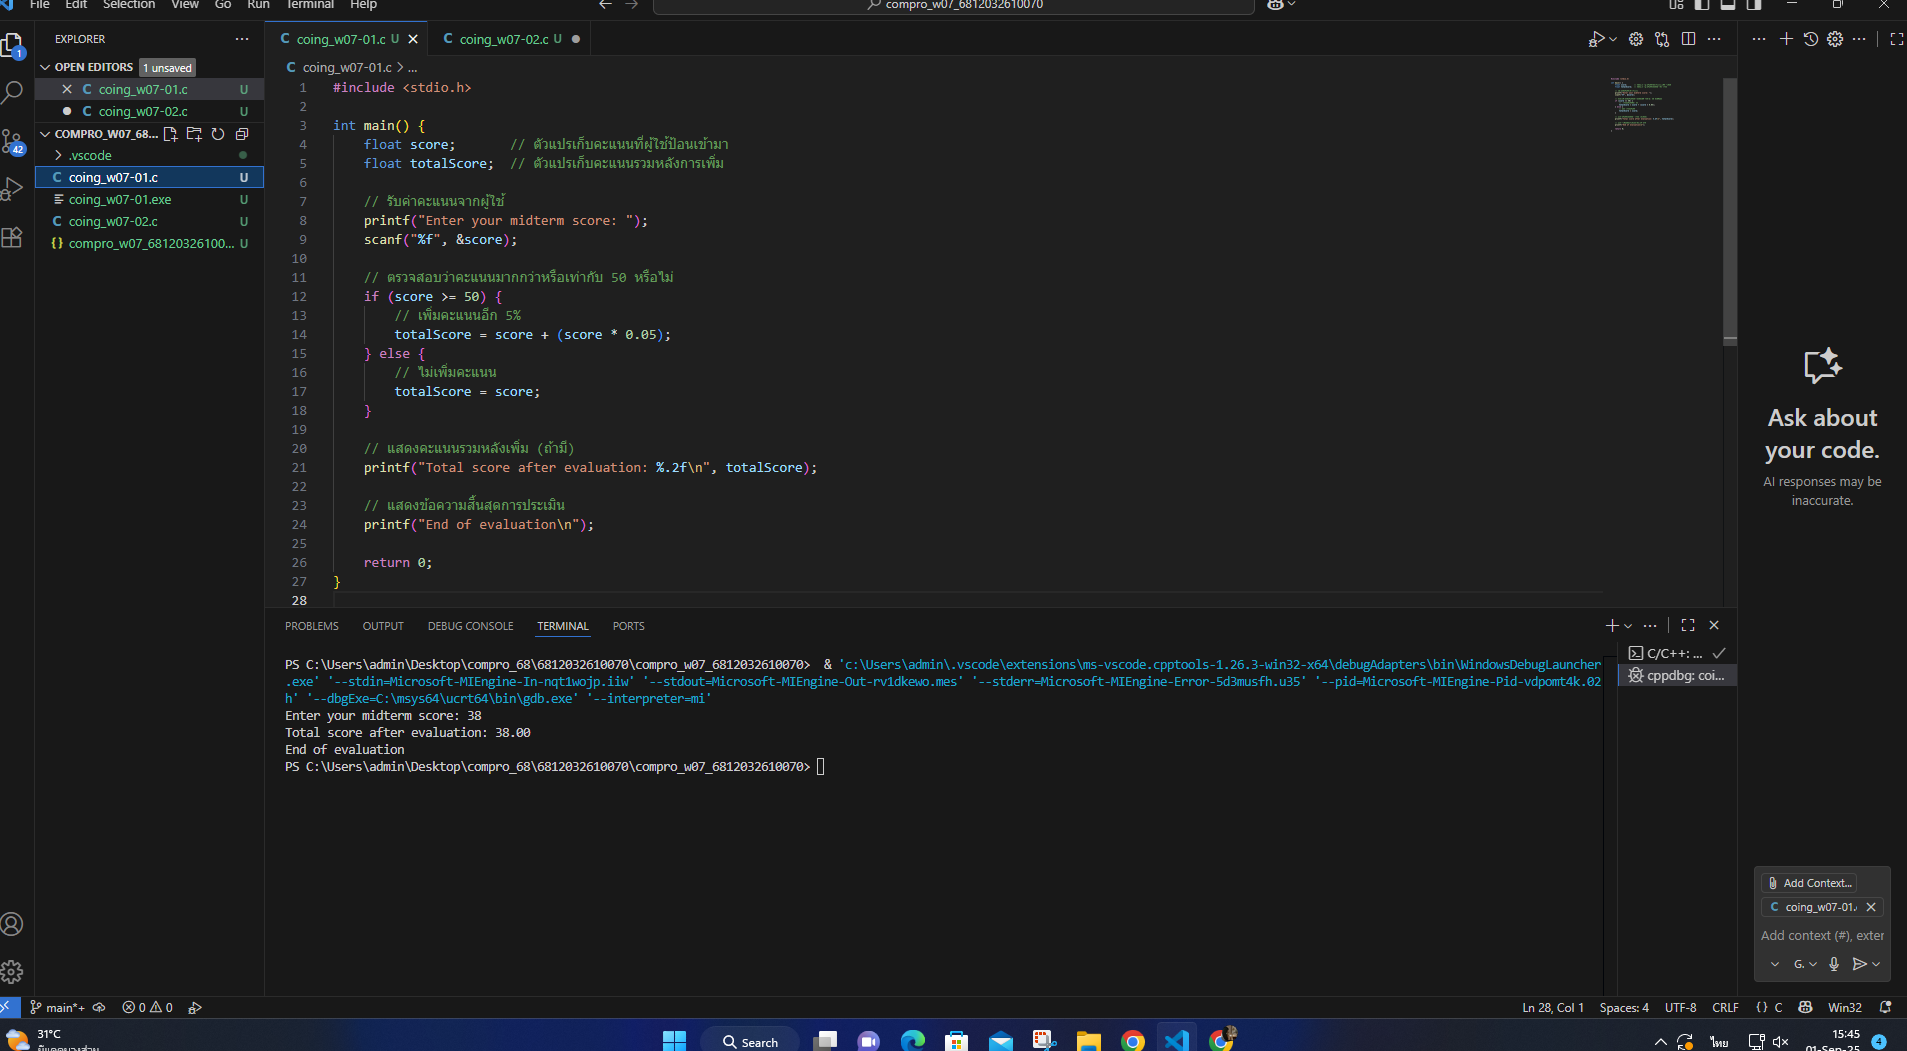 File Edit Selection View Go Run Terminal Help
compro_w07_6812032610070
EXPLORER
OPEN EDITORS 1 unsaved
coing_w07-01.c U
coing_w07-02.c U
COMPRO_W07_68...
.vscode
coing_w07-01.c U
coing_w07-01.exe U
coing_w07-02.c U
compro_w07_68120326100... U
1
42
coing_w07-01.c U
coing_w07-02.c U
coing_w07-01.c > ...
1 #include <stdio.h>
2
3 int main() {
4 float score; // ตัวแปรเก็บคะแนนที่ผู้ใช้ป้อนเข้ามา
5 float totalScore; // ตัวแปรเก็บคะแนนรวมหลังการเพิ่ม
6
7 // รับค่าคะแนนจากผู้ใช้
8 printf("Enter your midterm score: ");
9 scanf("%f", &score);
10
11 // ตรวจสอบว่าคะแนนมากกว่าหรือเท่ากับ 50 หรือไม่
12 if (score >= 50) {
13 // เพิ่มคะแนนอีก 5%
14 totalScore = score + (score * 0.05);
15 } else {
16 // ไม่เพิ่มคะแนน
17 totalScore = score;
18 }
19
20 // แสดงคะแนนรวมหลังเพิ่ม (ถ้ามี)
21 printf("Total score after evaluation: %.2f\n", totalScore);
22
23 // แสดงข้อความสิ้นสุดการประเมิน
24 printf("End of evaluation\n");
25
26 return 0;
27 }
28
PROBLEMS OUTPUT DEBUG CONSOLE TERMINAL PORTS
PS C:\Users\admin\Desktop\compro_68\6812032610070\compro_w07_6812032610070> & 'c:\Users\admin\.vscode\extensions\ms-vscode.cpptools-1.26.3-win32-x64\debugAdapters\bin\WindowsDebugLauncher
.exe' '--stdin=Microsoft-MIEngine-In-nqt1wojp.iiw' '--stdout=Microsoft-MIEngine-Out-rv1dkewo.mes' '--stderr=Microsoft-MIEngine-Error-5d3musfh.u35' '--pid=Microsoft-MIEngine-Pid-vdpomt4k.02
h' '--dbgExe=C:\msys64\ucrt64\bin\gdb.exe' '--interpreter=mi'
Enter your midterm score: 38
Total score after evaluation: 38.00
End of evaluation
PS C:\Users\admin\Desktop\compro_68\6812032610070\compro_w07_6812032610070>
C/C++: ...
cppdbg: coi...
Ask about
your code.
AI responses may be
inaccurate.
Add Context...
coing_w07-01.
Add context (#), exter
G.
main*+ 0 0
Ln 28, Col 1 Spaces: 4 UTF-8 CRLF {} C Win32
31°C
Search
ไทย
15:45
01-Sep-25
4